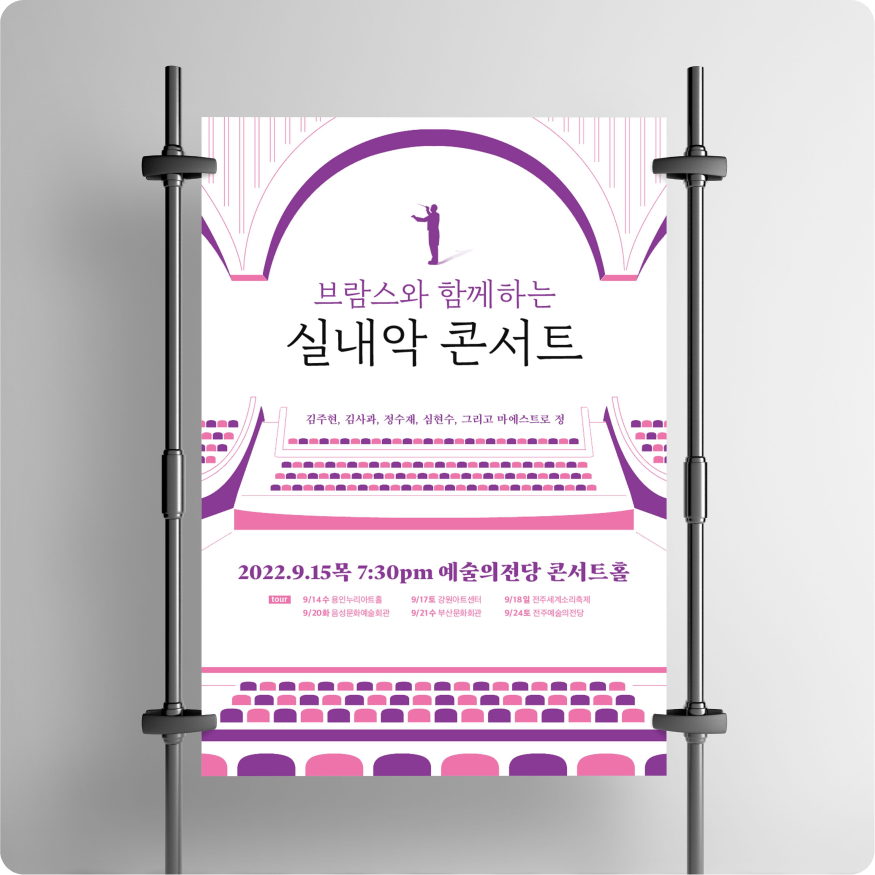 브람스와 함께하는
실내악 콘서트
김주현, 김사과, 정수재, 심현수, 그리고 마에스트로 정
2022.9.15목 7:30pm 예술의전당 콘서트홀
tour 9/14수 용인누리아트홀 9/17토 강원아트센터 9/18일 전주세계소리축제
9/20화 음성문화예술회관 9/21수 부산문화회관 9/24토 전주예술의전당